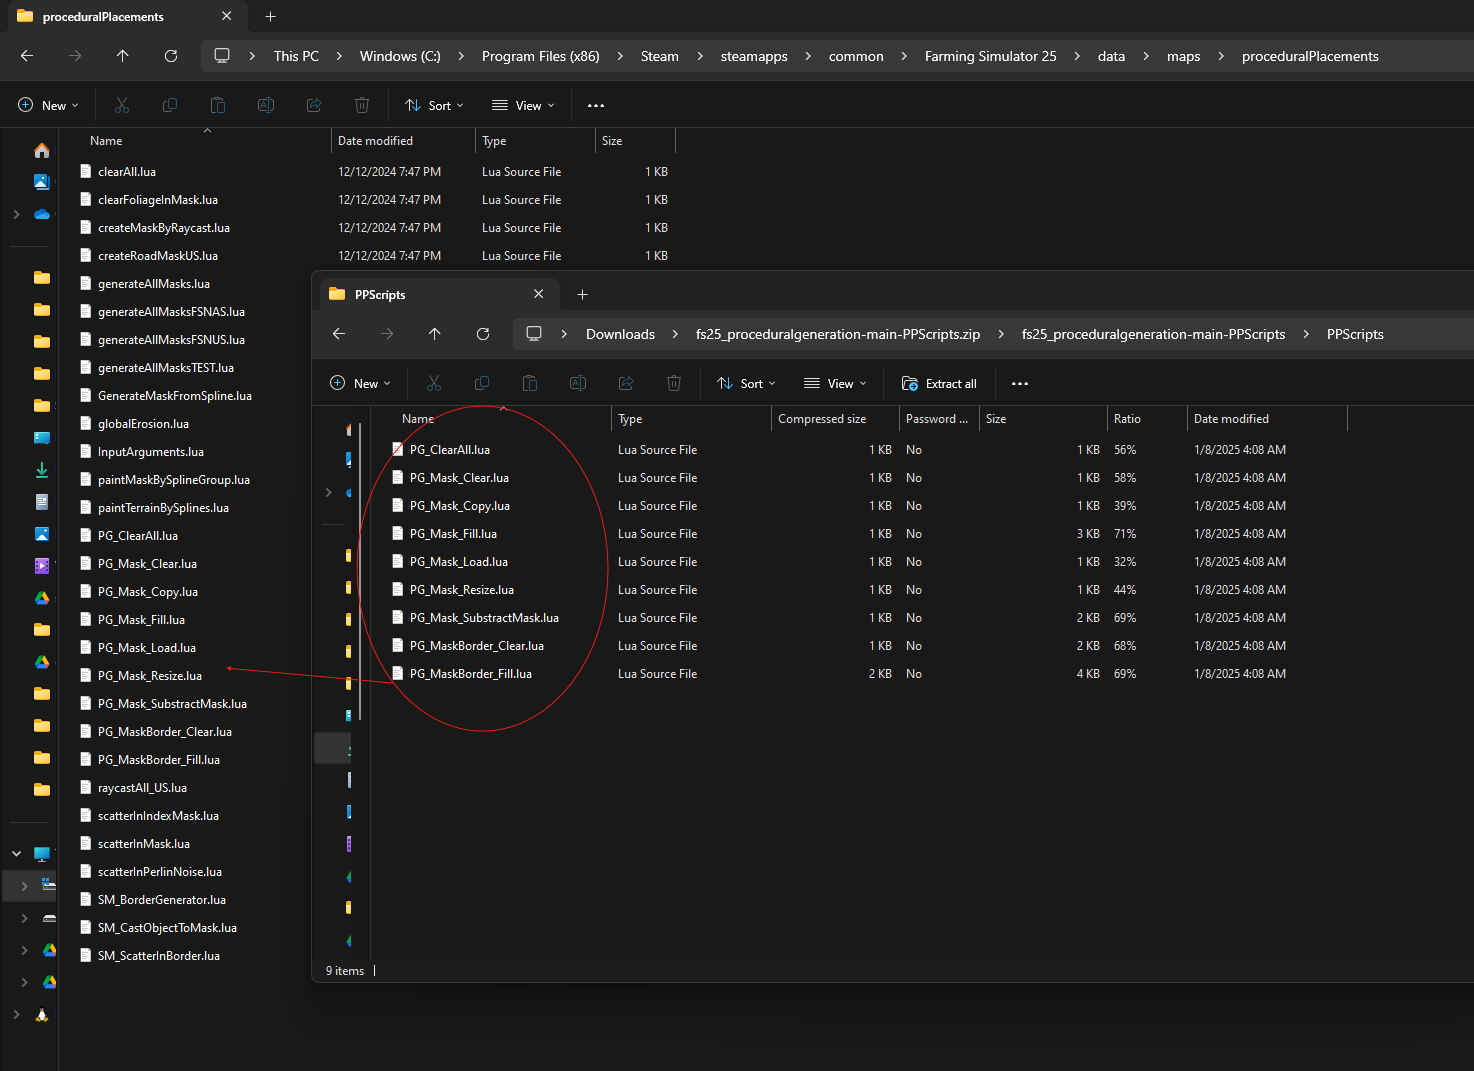 proceduralPlacements
This PC > Windows (C:) > Program Files (x86) > Steam > steamapps > common > Farming Simulator 25 > data > maps > proceduralPlacements
New Sort View
Name Date modified Type Size
clearAll.lua 12/12/2024 7:47 PM Lua Source File 1 KB
clearFoliageInMask.lua 12/12/2024 7:47 PM Lua Source File 1 KB
createMaskByRaycast.lua 12/12/2024 7:47 PM Lua Source File 1 KB
createRoadMaskUS.lua 12/12/2024 7:47 PM Lua Source File 1 KB
generateAllMasks.lua
generateAllMasksFSNAS.lua
generateAllMasksFSNUS.lua
generateAllMasksTEST.lua
GenerateMaskFromSpline.lua
globalErosion.lua
InputArguments.lua
paintMaskBySplineGroup.lua
paintTerrainBySplines.lua
PG_ClearAll.lua
PG_Mask_Clear.lua
PG_Mask_Copy.lua
PG_Mask_Fill.lua
PG_Mask_Load.lua
PG_Mask_Resize.lua
PG_Mask_SubstractMask.lua
PG_MaskBorder_Clear.lua
PG_MaskBorder_Fill.lua
raycastAll_US.lua
scatterInIndexMask.lua
scatterInMask.lua
scatterInPerlinNoise.lua
SM_BorderGenerator.lua
SM_CastObjectToMask.lua
SM_ScatterInBorder.lua
PPScripts
Downloads > fs25_proceduralgeneration-main-PPScripts.zip > fs25_proceduralgeneration-main-PPScripts > PPScripts
New Sort View Extract all
Name Type Compressed size Password ... Size Ratio Date modified
PG_ClearAll.lua Lua Source File 1 KB No 1 KB 56% 1/8/2025 4:08 AM
PG_Mask_Clear.lua Lua Source File 1 KB No 1 KB 58% 1/8/2025 4:08 AM
PG_Mask_Copy.lua Lua Source File 1 KB No 1 KB 39% 1/8/2025 4:08 AM
PG_Mask_Fill.lua Lua Source File 1 KB No 3 KB 71% 1/8/2025 4:08 AM
PG_Mask_Load.lua Lua Source File 1 KB No 1 KB 32% 1/8/2025 4:08 AM
PG_Mask_Resize.lua Lua Source File 1 KB No 1 KB 44% 1/8/2025 4:08 AM
PG_Mask_SubstractMask.lua Lua Source File 1 KB No 2 KB 69% 1/8/2025 4:08 AM
PG_MaskBorder_Clear.lua Lua Source File 1 KB No 2 KB 68% 1/8/2025 4:08 AM
PG_MaskBorder_Fill.lua Lua Source File 2 KB No 4 KB 69% 1/8/2025 4:08 AM
9 items